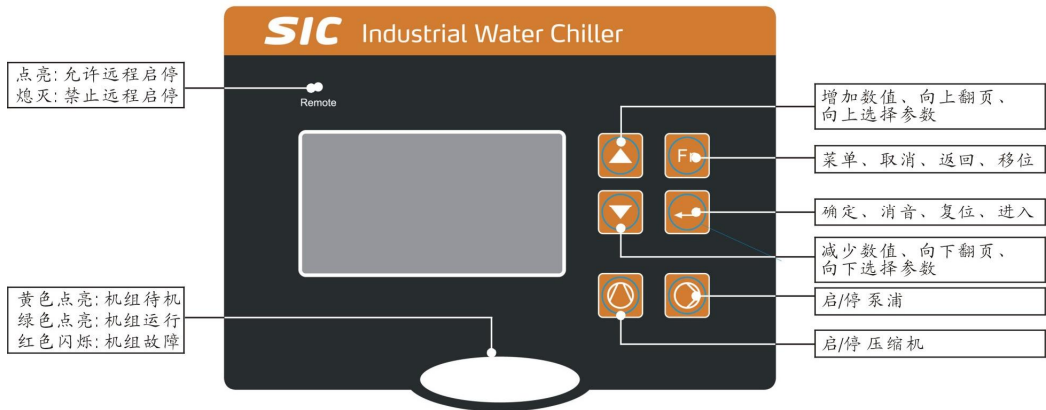 SIC Industrial Water Chiller
点亮: 允许远程启停
熄灭: 禁止远程启停
Remote
增加数值、向上翻页、
向上选择参数
Fn
菜单、取消、返回、移位
确定、消音、复位、进入
减少数值、向下翻页、
向下选择参数
黄色点亮: 机组待机
绿色点亮: 机组运行
红色闪烁: 机组故障
启/停 泵浦
启/停 压缩机